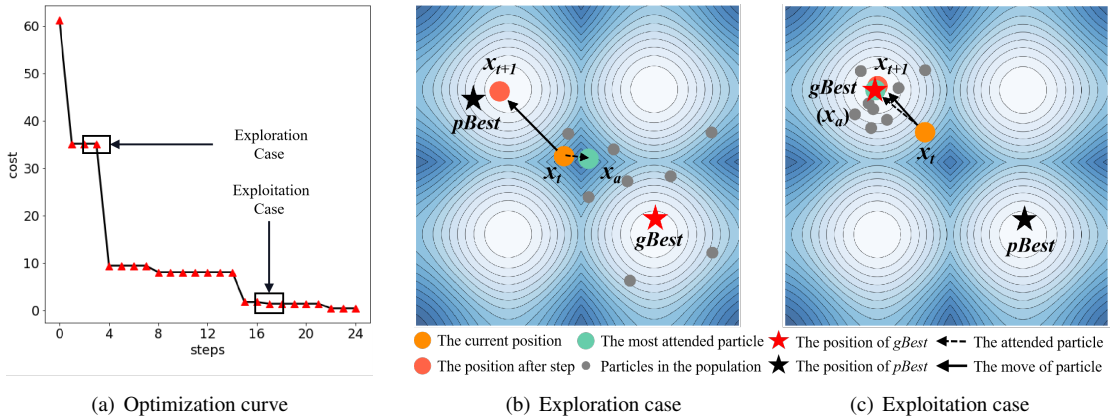 cost
60
50
40
30
20
10
0
0
4
8
12
16
20
24
steps
Exploration
Case
Exploitation
Case
x_{t+1}
pBest
x_t
x_a
gBest
x_{t+1}
gBest
(x_a)
x_t
pBest
The current position
The most attended particle
The position of gBest
The attended particle
The position after step
Particles in the population
The position of pBest
The move of particle
(a) Optimization curve
(b) Exploration case
(c) Exploitation case